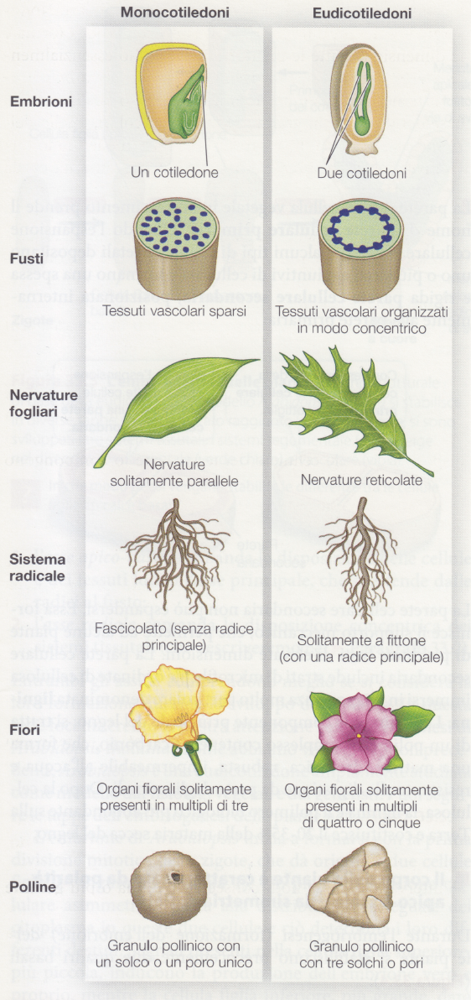 Monocotiledoni
Eudicotiledoni
Embrioni
Un cotiledone
Due cotiledoni
Fusti
Tessuti vascolari sparsi
Tessuti vascolari organizzati
in modo concentrico
Nervature
fogliari
Nervature
solitamente parallele
Nervature reticolate
Sistema
radicale
Fascicolato (senza radice
principale)
Solitamente a fittone
(con una radice principale)
Fiori
Organi fiorali solitamente
presenti in multipli di tre
Organi fiorali solitamente
presenti in multipli
di quattro o cinque
Polline
Granulo pollinico con
un solco o un poro unico
Granulo pollinico
con tre solchi o pori